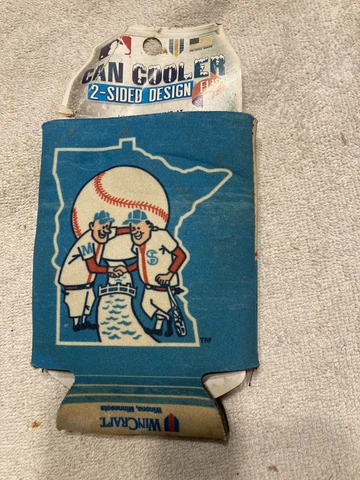 CAN COOLER
2-SIDED DESIGN
M
S
TM
WINCRAFT
Winona, Minnesota